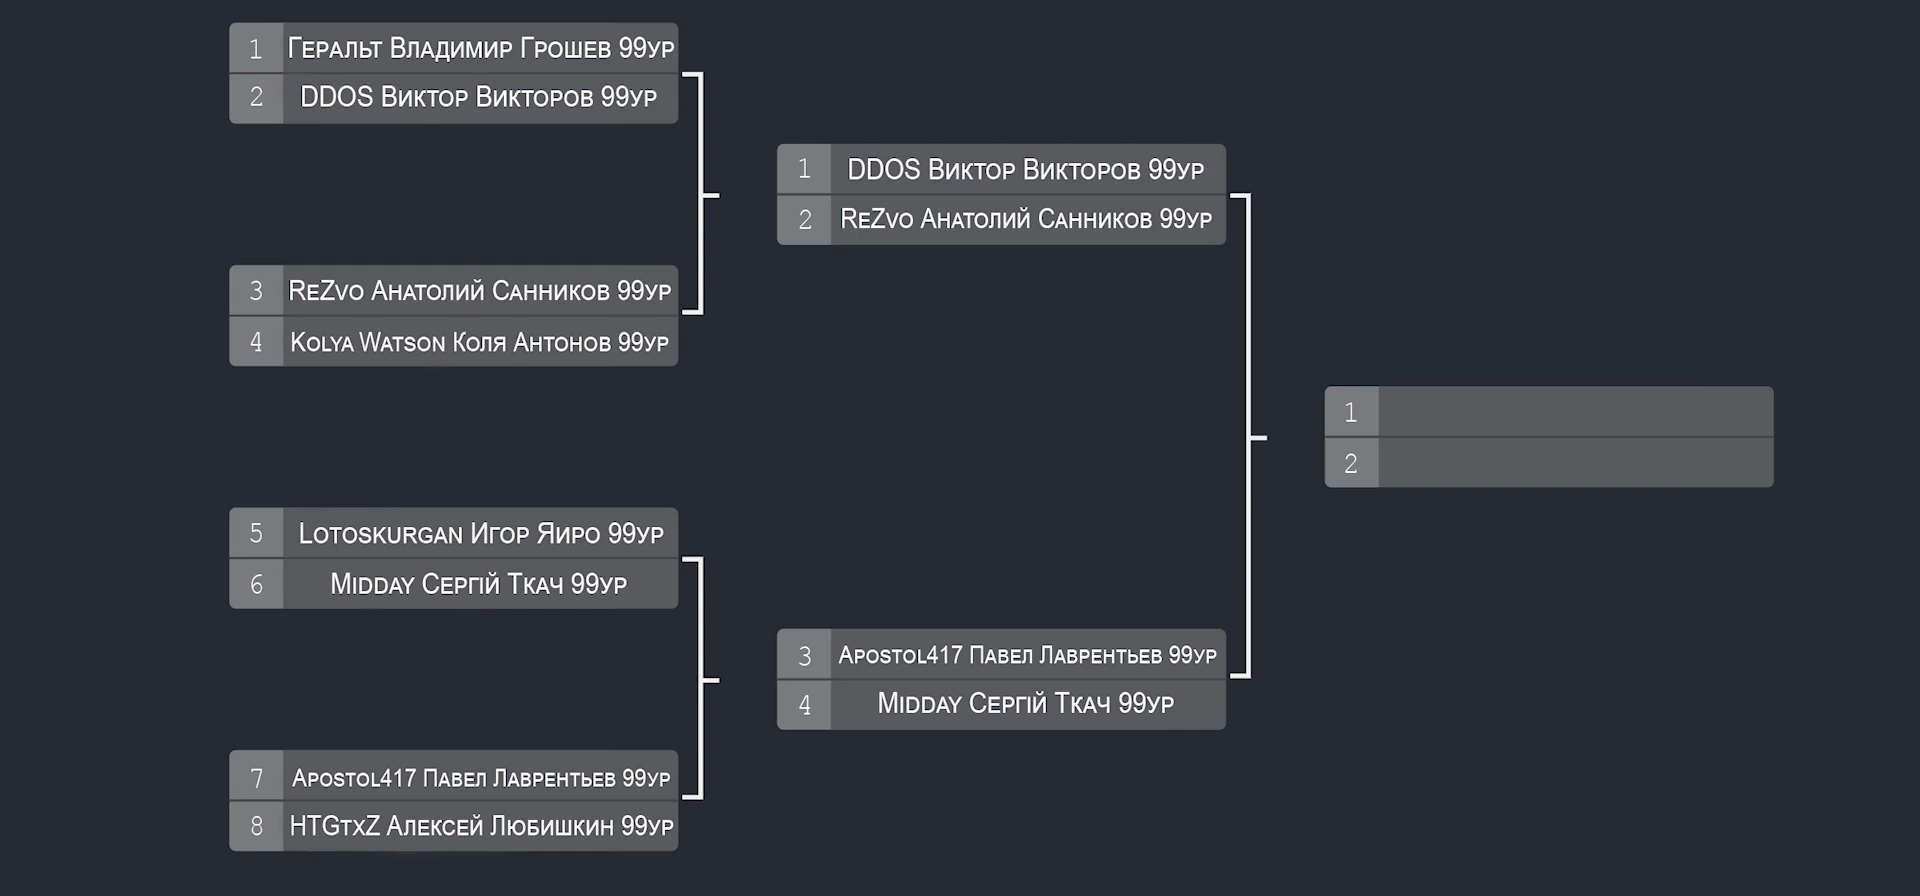 1 Геральт Владимир Грошев 99ур
2 DDOS Виктор Викторов 99ур
3 ReZvo Анатолий Санников 99ур
4 Kolya Watson Коля Антонов 99ур
5 Lotoskurgan Игор Яиро 99ур
6 Midday Сергій Ткач 99ур
7 Apostol417 Павел Лаврентьев 99ур
8 HTGtxZ Алексей Любишкин 99ур
1 DDOS Виктор Викторов 99ур
2 ReZvo Анатолий Санников 99ур
3 Apostol417 Павел Лаврентьев 99ур
4 Midday Сергій Ткач 99ур
1
2